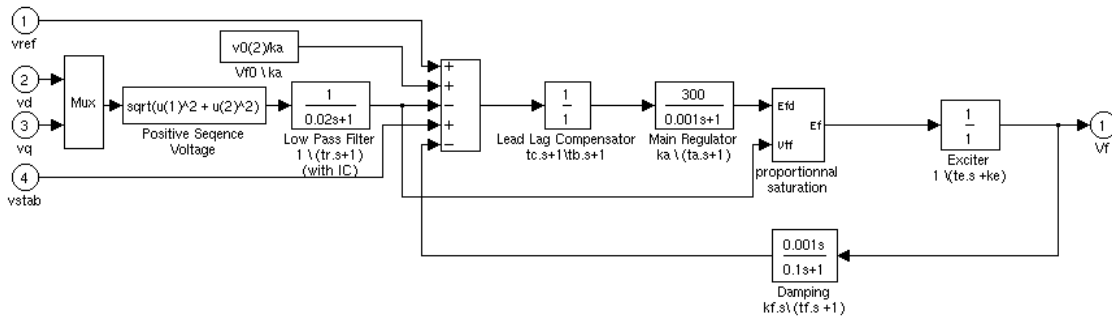 1
vref
v0(2)/ka
Vf0 \ ka
2
vd
Mux
3
vq
sqrt(u(1)^2 + u(2)^2)
Positive Seqence
Voltage
1
0.02s+1
Low Pass Filter
1 \ (tr.s+1)
(with IC)
4
vstab
+
+
−
+
−
1
1
Lead Lag Compensator
tc.s+1\tb.s+1
300
0.001s+1
Main Regulator
ka \ (ta.s+1)
Efd
Ef
Vtf
proportionnal
saturation
1
1
Exciter
1 \(te.s +ke)
1
Vf
0.001s
0.1s+1
Damping
kf.s\ (tf.s +1)